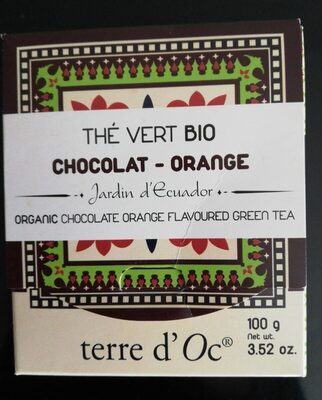 THÉ VERT BIO
CHOCOLAT - ORANGE
Jardin d'Ecuador
ORGANIC CHOCOLATE ORANGE FLAVOURED GREEN TEA
100 g
Net wt.
3.52 oz.
terre d'Oc®